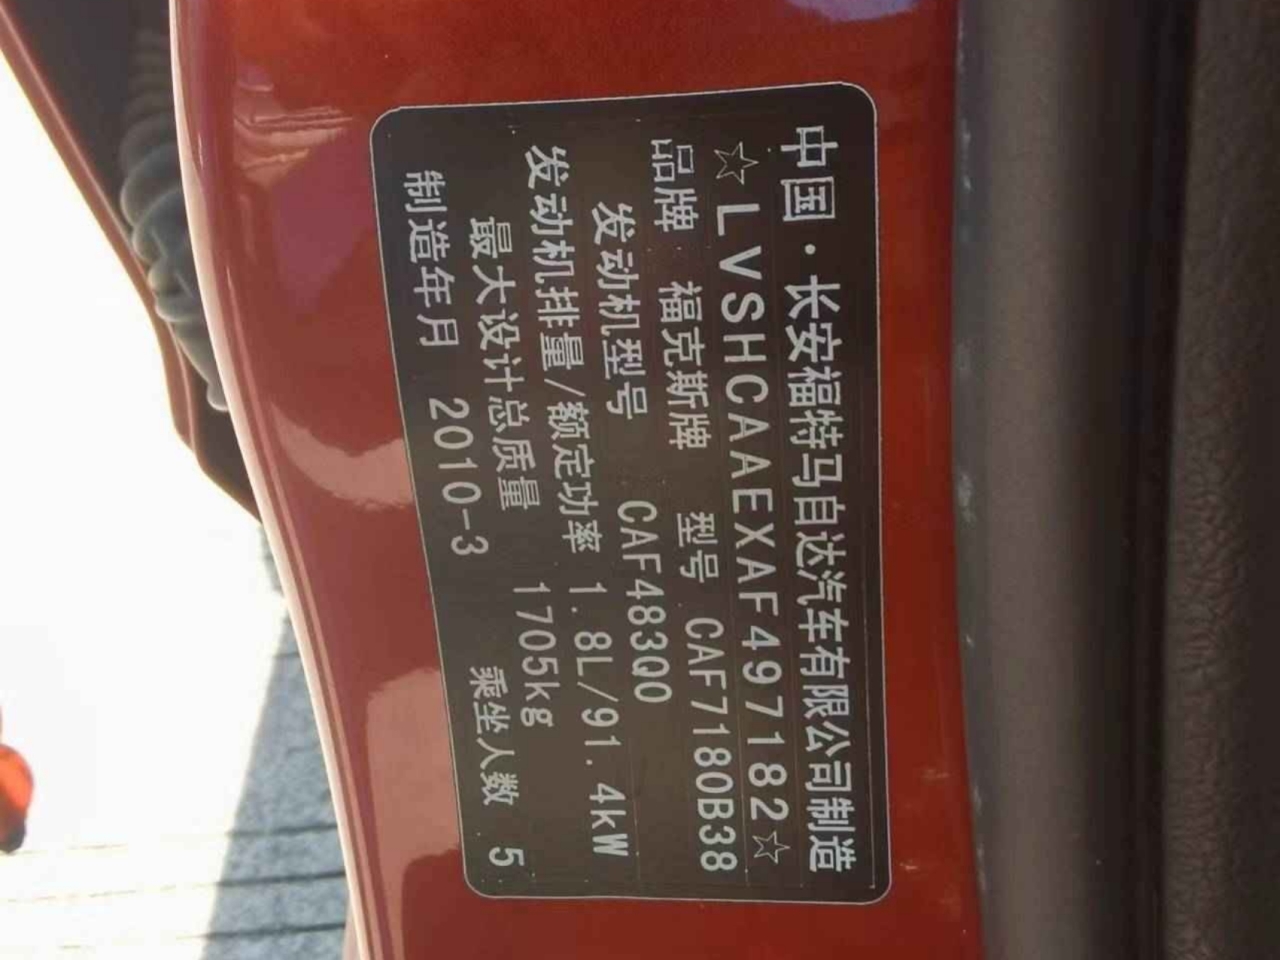 中国·长安福特马自达汽车有限公司制造
☆LVSHCAAEXAF497182☆
品牌 福克斯牌 型号 CAF7180B38
发动机型号 CAF483Q0
发动机排量/额定功率 1.8L/91.4kW
最大设计总质量 1705kg
制造年月 2010-3 乘坐人数 5